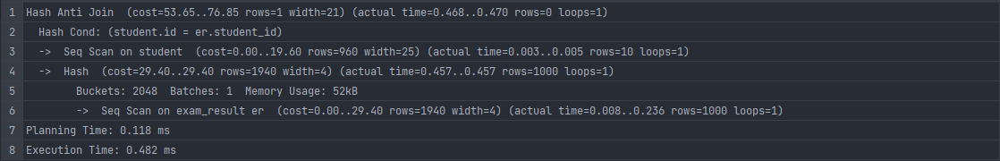 1 Hash Anti Join  (cost=53.65..76.85 rows=1 width=21) (actual time=0.468..0.470 rows=0 loops=1)
2   Hash Cond: (student.id = er.student_id)
3   ->  Seq Scan on student  (cost=0.00..19.60 rows=960 width=25) (actual time=0.003..0.005 rows=10 loops=1)
4   ->  Hash  (cost=29.40..29.40 rows=1940 width=4) (actual time=0.457..0.457 rows=1000 loops=1)
5         Buckets: 2048  Batches: 1  Memory Usage: 52kB
6         ->  Seq Scan on exam_result er  (cost=0.00..29.40 rows=1940 width=4) (actual time=0.008..0.236 rows=1000 loops=1)
7 Planning Time: 0.118 ms
8 Execution Time: 0.482 ms